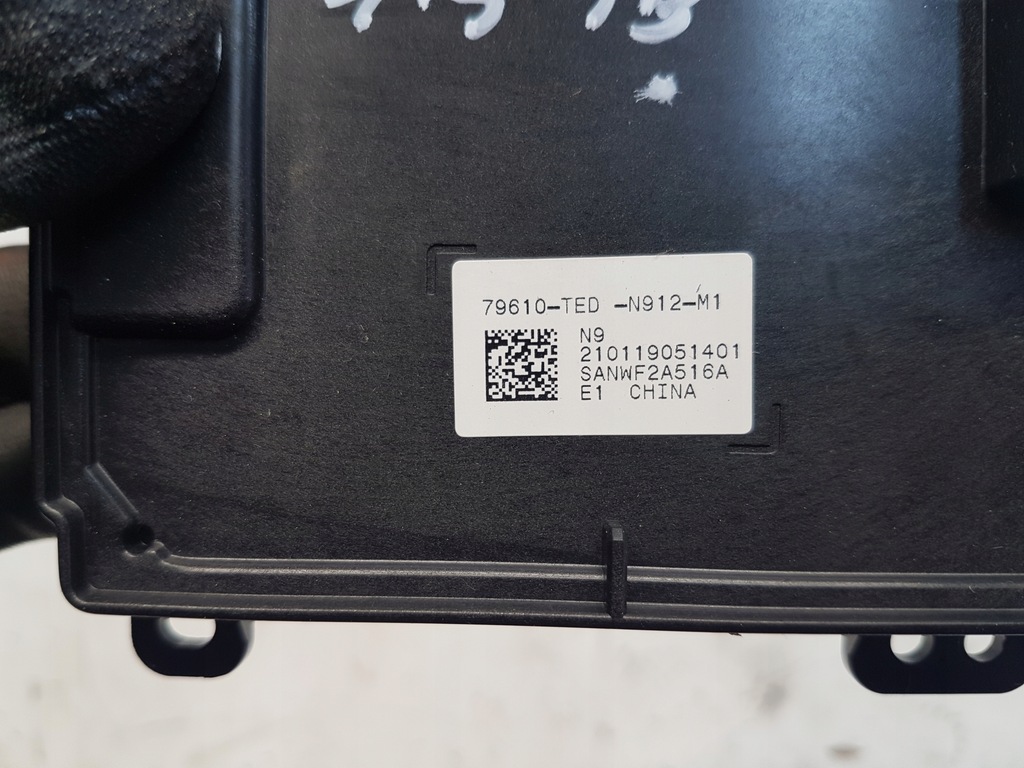 79610-TED -N912-M1
N9
210119051401
SANWF2A516A
E1 CHINA